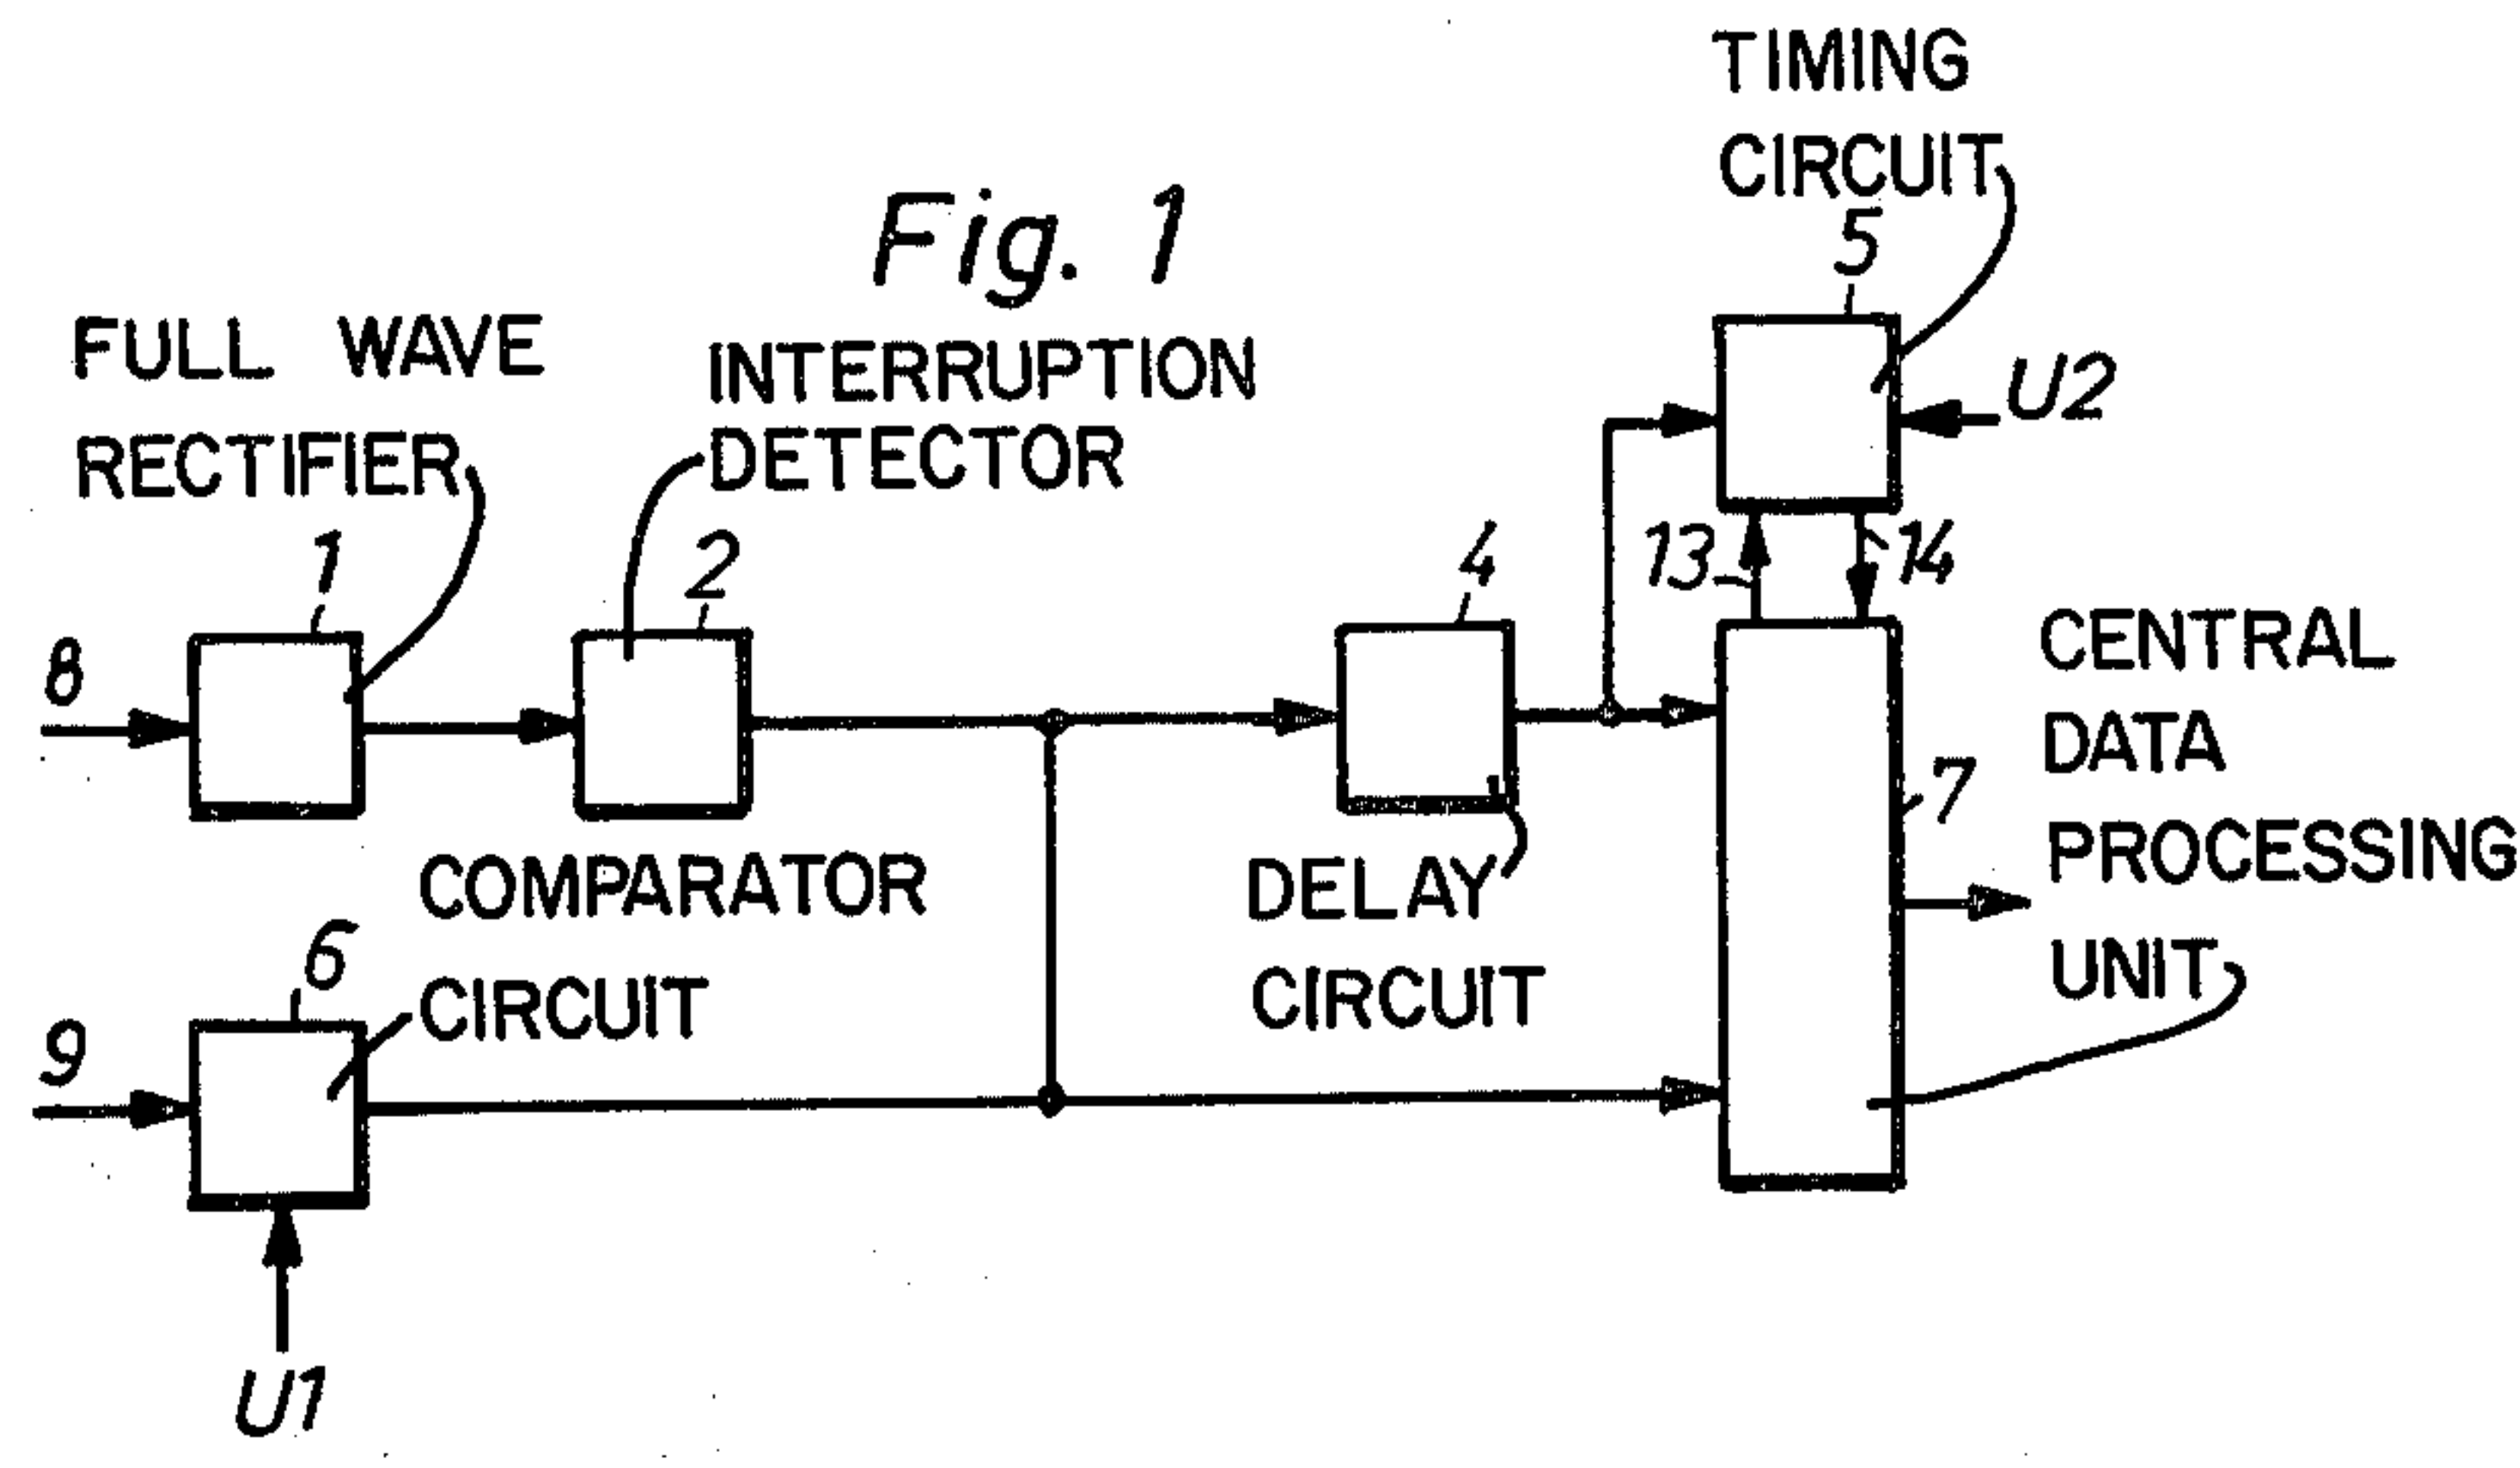 Fig. 1
TIMING
CIRCUIT
5
U2
13
14
FULL WAVE
RECTIFIER
1
8
INTERRUPTION
DETECTOR
2
4
DELAY
CIRCUIT
CENTRAL
DATA
PROCESSING
UNIT
7
COMPARATOR
CIRCUIT
6
9
U1